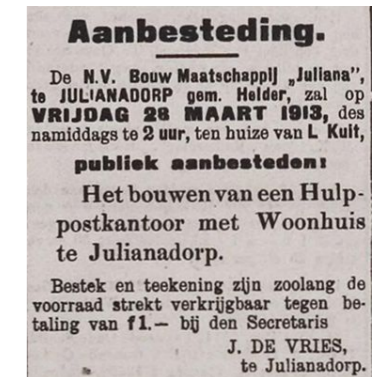 Aanbesteding.
De N.V. Bouw Maatschappij „Juliana”,
te JULIANADORP gem. Helder, zal op
VRIJDAG 28 MAART 1913, des
namiddags te 2 uur, ten huize van L Kuit,
publiek aanbesteden:
Het bouwen van een Hulp-
postkantoor met Woonhuis
te Julianadorp.
Bestek en teekening zijn zoolang de
voorraad strekt verkrijgbaar tegen be-
taling van f1.— bij den Secretaris
J. DE VRIES,
te Julianadorp.